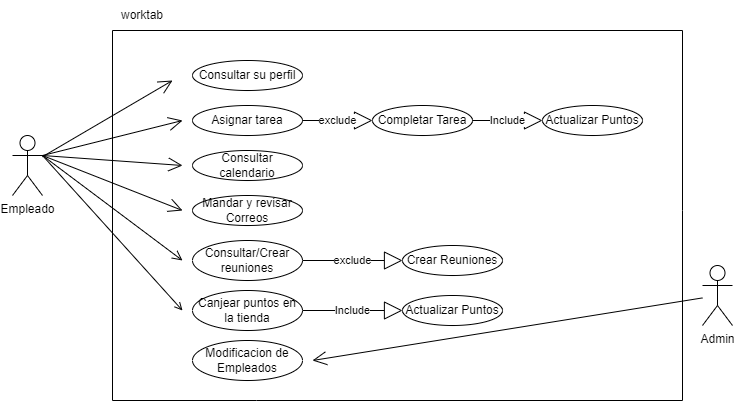 worktab
Consultar su perfil
Asignar tarea
exclude
Completar Tarea
Include
Actualizar Puntos
Consultar
calendario
Empleado
Mandar y revisar
Correos
Consultar/Crear
reuniones
exclude
Crear Reuniones
Canjear puntos en
la tienda
Include
Actualizar Puntos
Admin
Modificacion de
Empleados